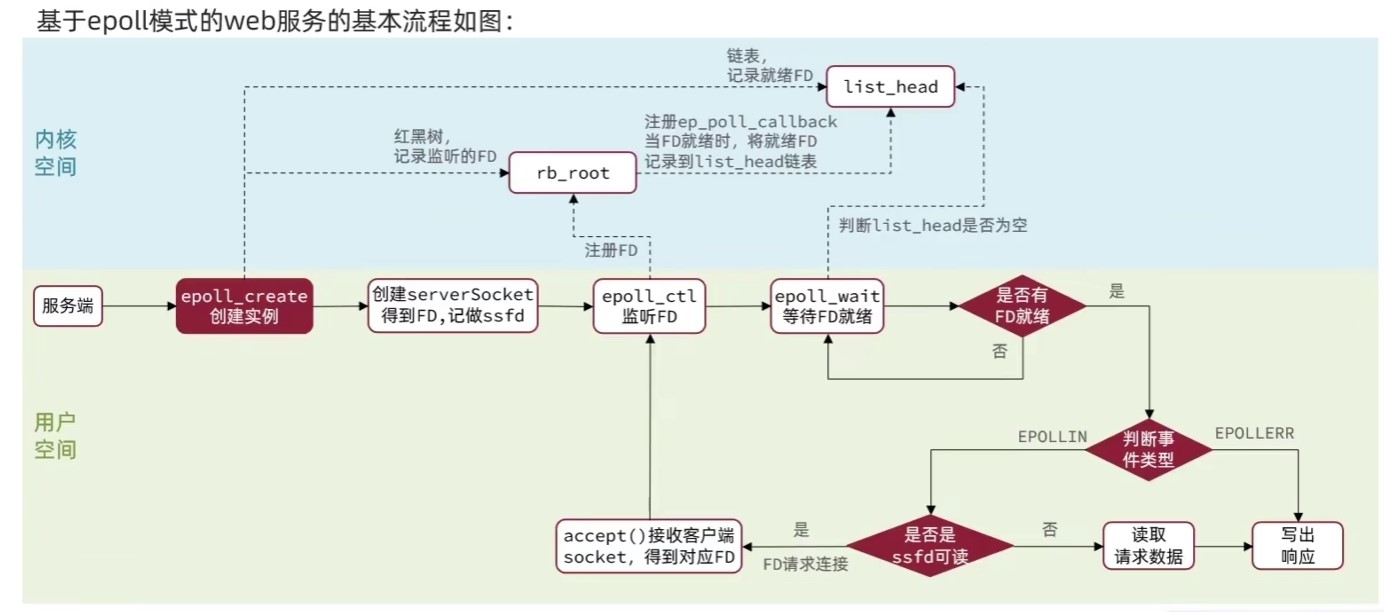 基于epoll模式的web服务的基本流程如图：
链表，
记录就绪FD
list_head
内核
空间
红黑树，
记录监听的FD
rb_root
注册ep_poll_callback
当FD就绪时，将就绪FD
记录到list_head链表
注册FD
判断list_head是否为空
服务端
epoll_create
创建实例
创建serverSocket
得到FD,记做ssfd
epoll_ctl
监听FD
epoll_wait
等待FD就绪
是否有
FD就绪
是
否
用户
空间
EPOLLIN
判断事
件类型
EPOLLERR
accept()接收客户端
socket，得到对应FD
是
FD请求连接
是否是
ssfd可读
否
读取
请求数据
写出
响应